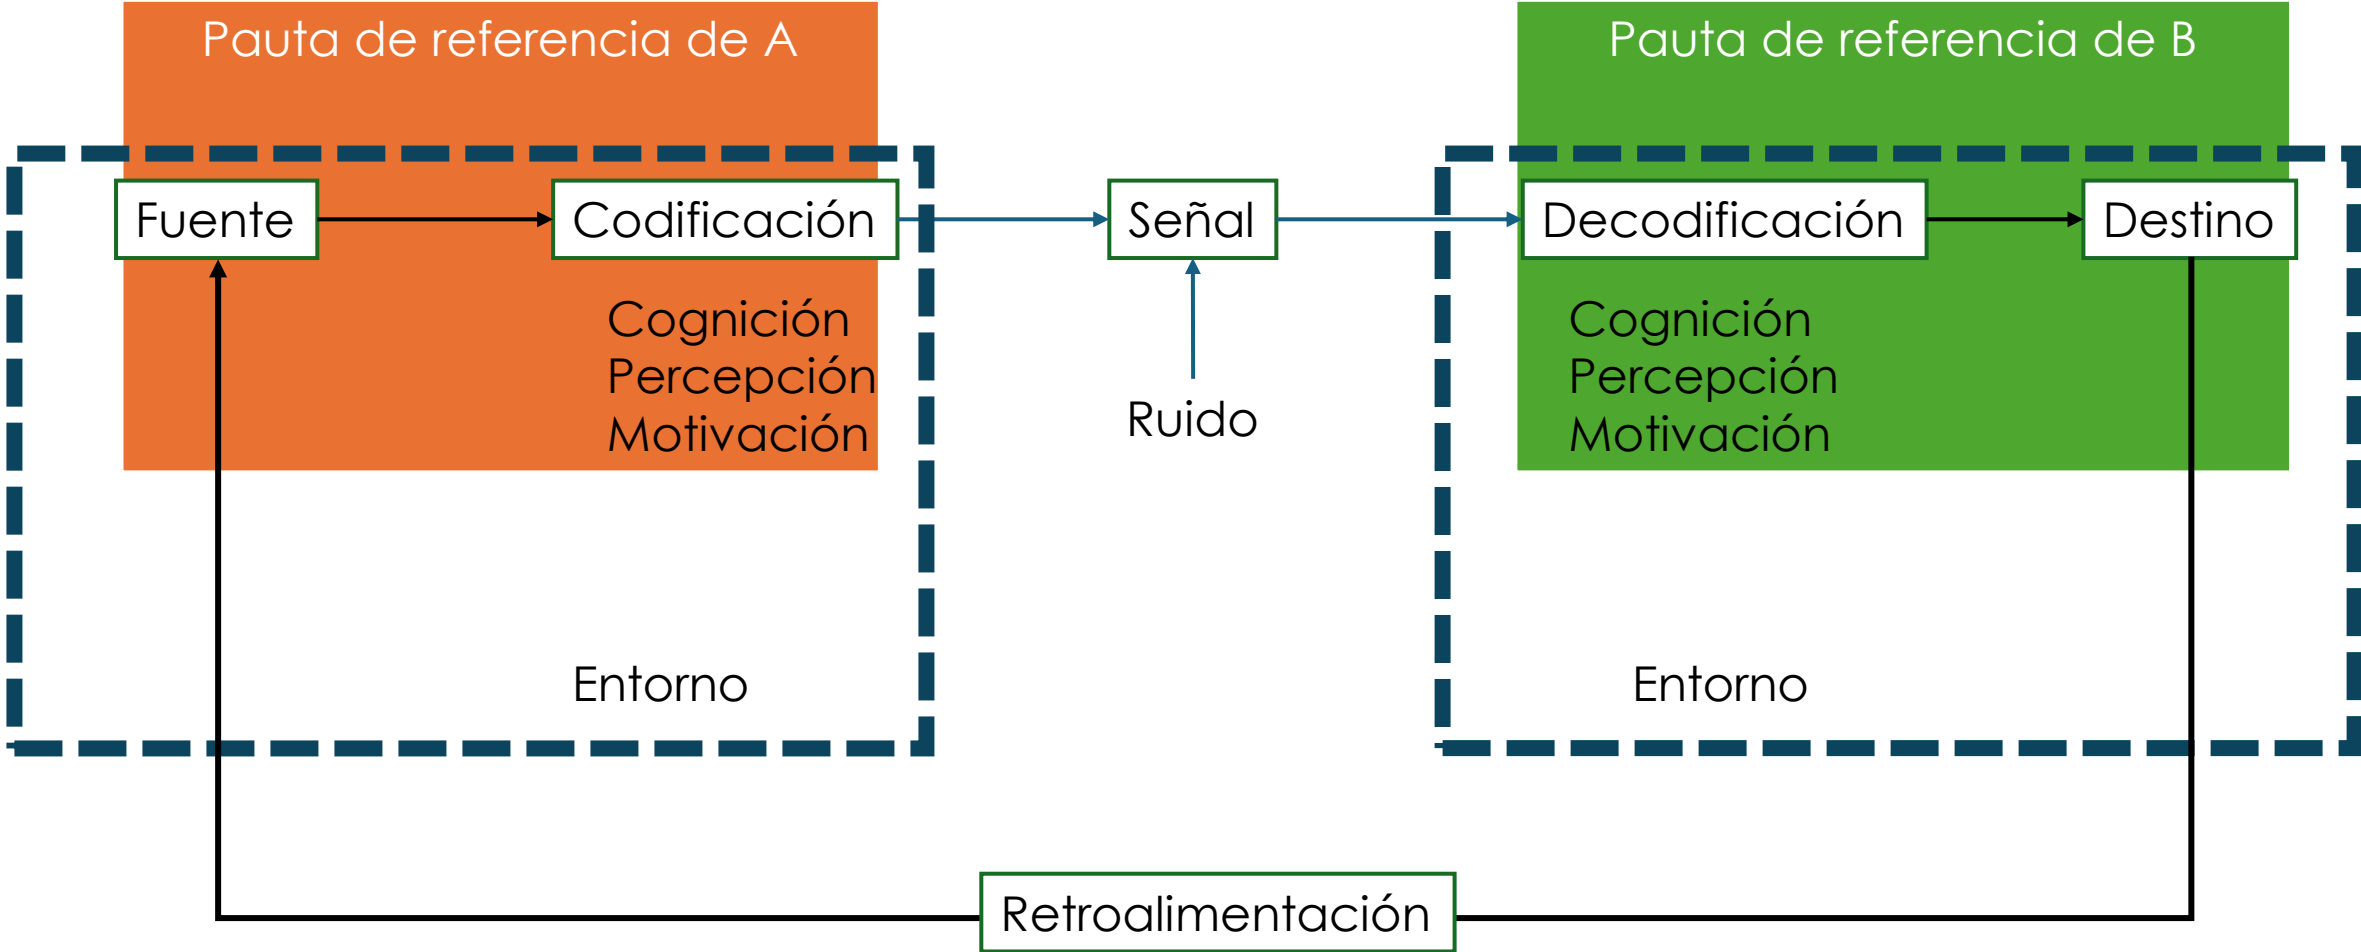 Pauta de referencia de A
Pauta de referencia de B
Fuente
Codificación
Señal
Decodificación
Destino
Cognición
Percepción
Motivación
Ruido
Cognición
Percepción
Motivación
Entorno
Entorno
Retroalimentación